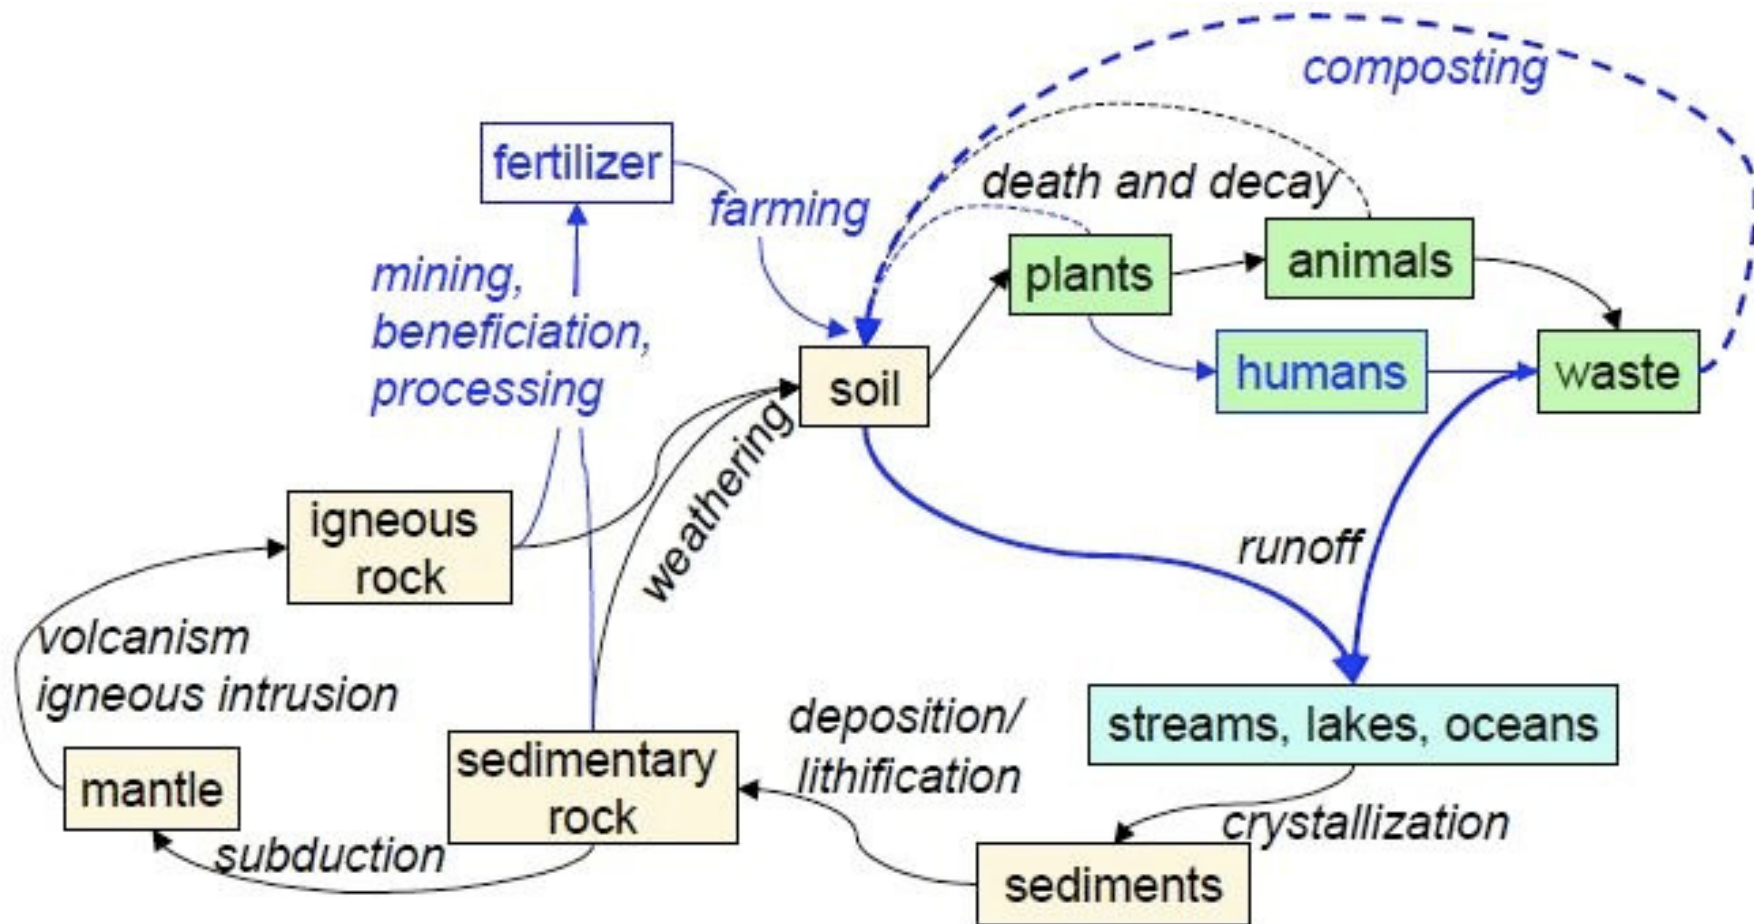 composting
fertilizer
death and decay
farming
plants
animals
mining,
beneficiation,
processing
soil
humans
waste
weathering
igneous
rock
runoff
volcanism
igneous intrusion
deposition/
lithification
streams, lakes, oceans
sedimentary
rock
mantle
crystallization
subduction
sediments